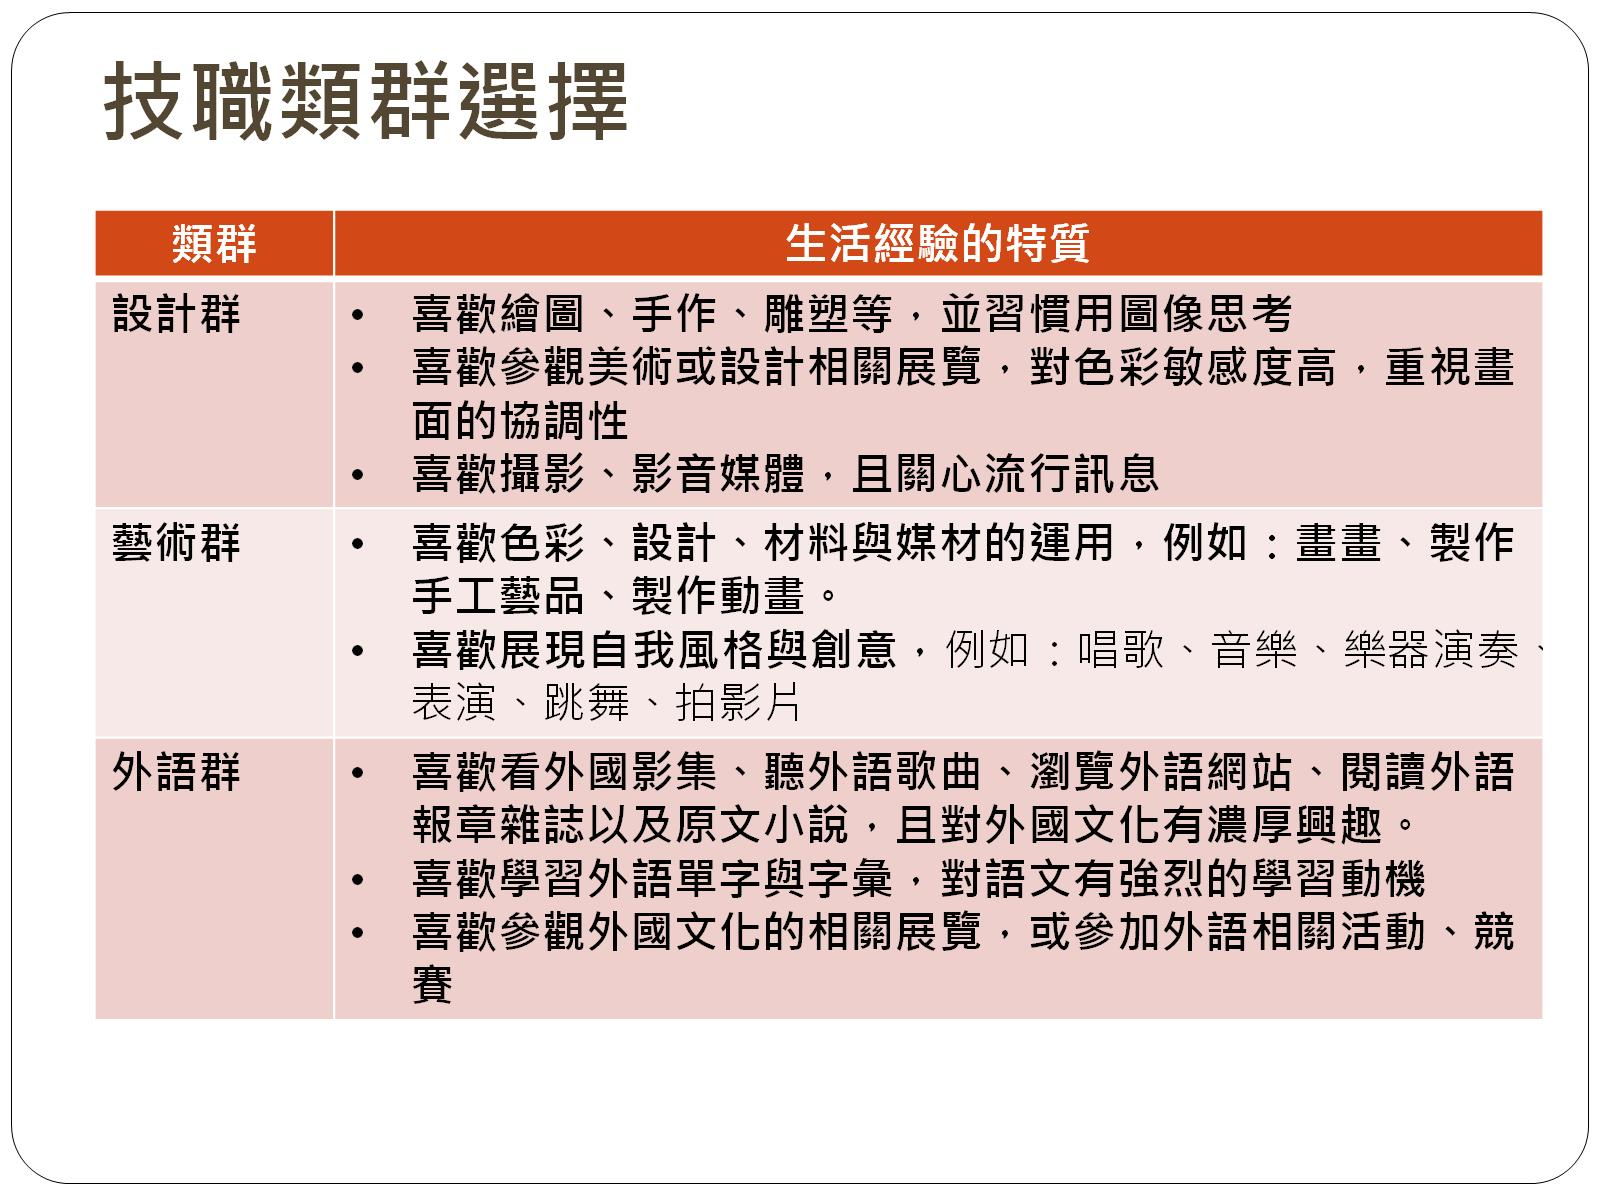 技職類群選擇
類群
生活經驗的特質
設計群
• 喜歡繪圖、手作、雕塑等，並習慣用圖像思考
• 喜歡參觀美術或設計相關展覽，對色彩敏感度高，重視畫
面的協調性
• 喜歡攝影、影音媒體，且關心流行訊息
藝術群
• 喜歡色彩、設計、材料與媒材的運用，例如：畫畫、製作
手工藝品、製作動畫。
• 喜歡展現自我風格與創意，例如：唱歌、音樂、樂器演奏、
表演、跳舞、拍影片
外語群
• 喜歡看外國影集、聽外語歌曲、瀏覽外語網站、閱讀外語
報章雜誌以及原文小說，且對外國文化有濃厚興趣。
• 喜歡學習外語單字與字彙，對語文有強烈的學習動機
• 喜歡參觀外國文化的相關展覽，或參加外語相關活動、競
賽